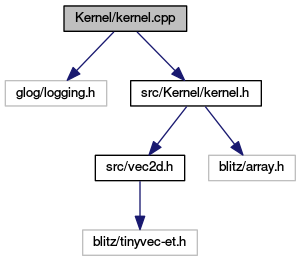 Kernel/kernel.cpp
glog/logging.h
src/Kernel/kernel.h
src/vec2d.h
blitz/array.h
blitz/tinyvec-et.h